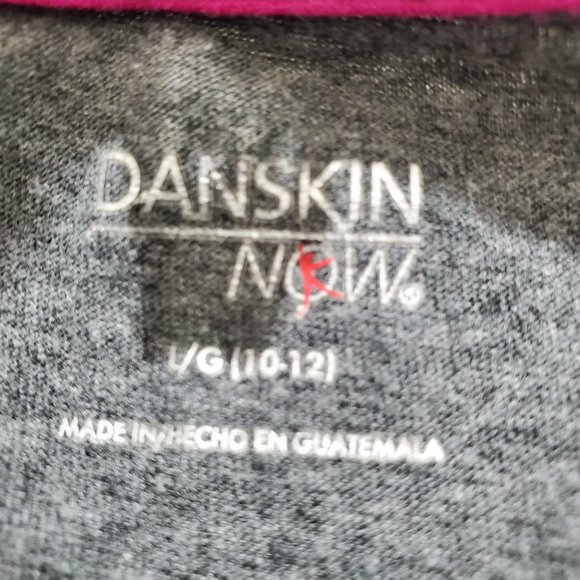 DANSKIN
NOW®
L/G (10-12)
MADE IN/HECHO EN GUATEMALA